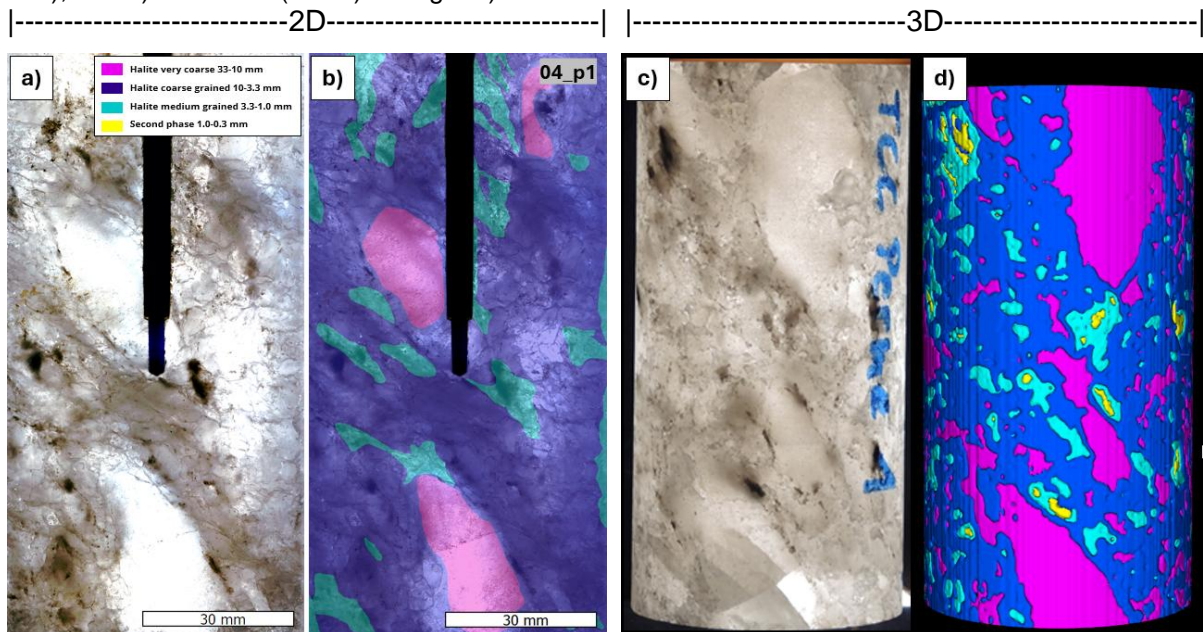 |----------------------------------2D----------------------------------| |----------------------------------3D----------------------------------|
a)
Halite very coarse 33-10 mm
Halite coarse grained 10-3.3 mm
Halite medium grained 3.3-1.0 mm
Second phase 1.0-0.3 mm
30 mm
b)
04_p1
30 mm
c)
TCC
d)